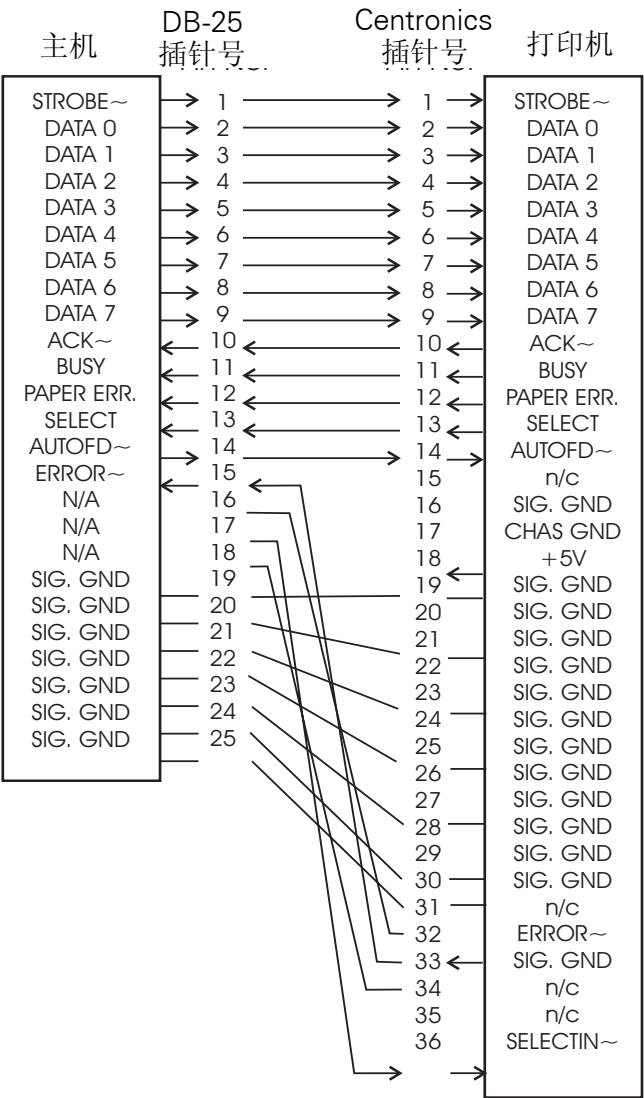 主机 DB-25 插针号 Centronics 插针号 打印机
STROBE~ 1 1 STROBE~
DATA 0 2 2 DATA 0
DATA 1 3 3 DATA 1
DATA 2 4 4 DATA 2
DATA 3 5 5 DATA 3
DATA 4 6 6 DATA 4
DATA 5 7 7 DATA 5
DATA 6 8 8 DATA 6
DATA 7 9 9 DATA 7
ACK~ 10 10 ACK~
BUSY 11 11 BUSY
PAPER ERR. 12 12 PAPER ERR.
SELECT 13 13 SELECT
AUTOFD~ 14 14 AUTOFD~
ERROR~ 15 15 n/c
N/A 16 16 SIG. GND
N/A 17 17 CHAS GND
N/A 18 18 +5V
SIG. GND 19 19 SIG. GND
SIG. GND 20 20 SIG. GND
SIG. GND 21 21 SIG. GND
SIG. GND 22 22 SIG. GND
SIG. GND 23 23 SIG. GND
SIG. GND 24 24 SIG. GND
SIG. GND 25 25 SIG. GND
26 SIG. GND
27 SIG. GND
28 SIG. GND
29 SIG. GND
30 SIG. GND
31 n/c
32 ERROR~
33 SIG. GND
34 n/c
35 n/c
36 SELECTIN~